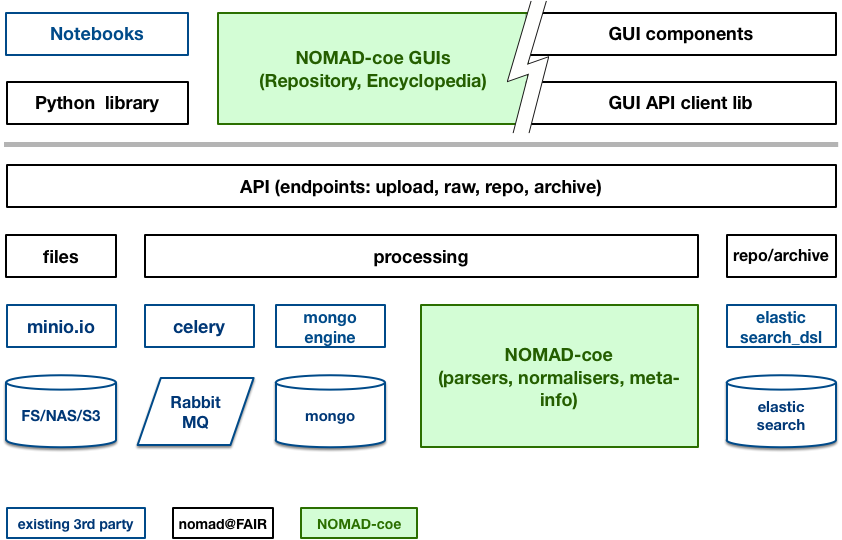 Notebooks
NOMAD-coe GUIs
(Repository, Encyclopedia)
GUI components
Python library
GUI API client lib
API (endpoints: upload, raw, repo, archive)
files
processing
repo/archive
minio.io
celery
mongo
engine
NOMAD-coe
(parsers, normalisers, meta-
info)
elastic
search_dsl
FS/NAS/S3
Rabbit
MQ
mongo
elastic
search
existing 3rd party
nomad@FAIR
NOMAD-coe